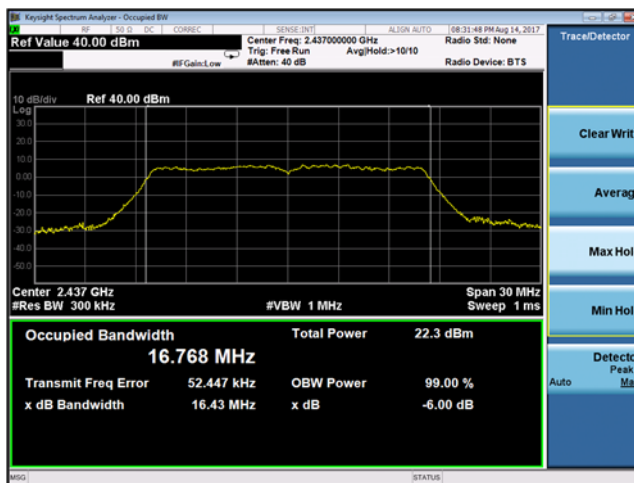 Keysight Spectrum Analyzer - Occupied BW
RF 50 Ω DC CORREC SENSE:INT ALIGN AUTO 08:31:48 PM Aug 14, 2017
Ref Value 40.00 dBm
Center Freq: 2.437000000 GHz
Radio Std: None
Trig: Free Run Avg|Hold:>10/10
#IFGain:Low #Atten: 40 dB Radio Device: BTS
Trace/Detector
10 dB/div Ref 40.00 dBm
Log
30.0
20.0
10.0
0.00
-10.0
-20.0
-30.0
-40.0
-50.0
Center 2.437 GHz Span 30 MHz
#Res BW 300 kHz #VBW 1 MHz Sweep 1 ms
Occupied Bandwidth Total Power 22.3 dBm
16.768 MHz
Transmit Freq Error 52.447 kHz OBW Power 99.00 %
x dB Bandwidth 16.43 MHz x dB -6.00 dB
Clear Writ
Averag
Max Hol
Min Hol
Detecto
Peak
Auto Ma
MSG STATUS